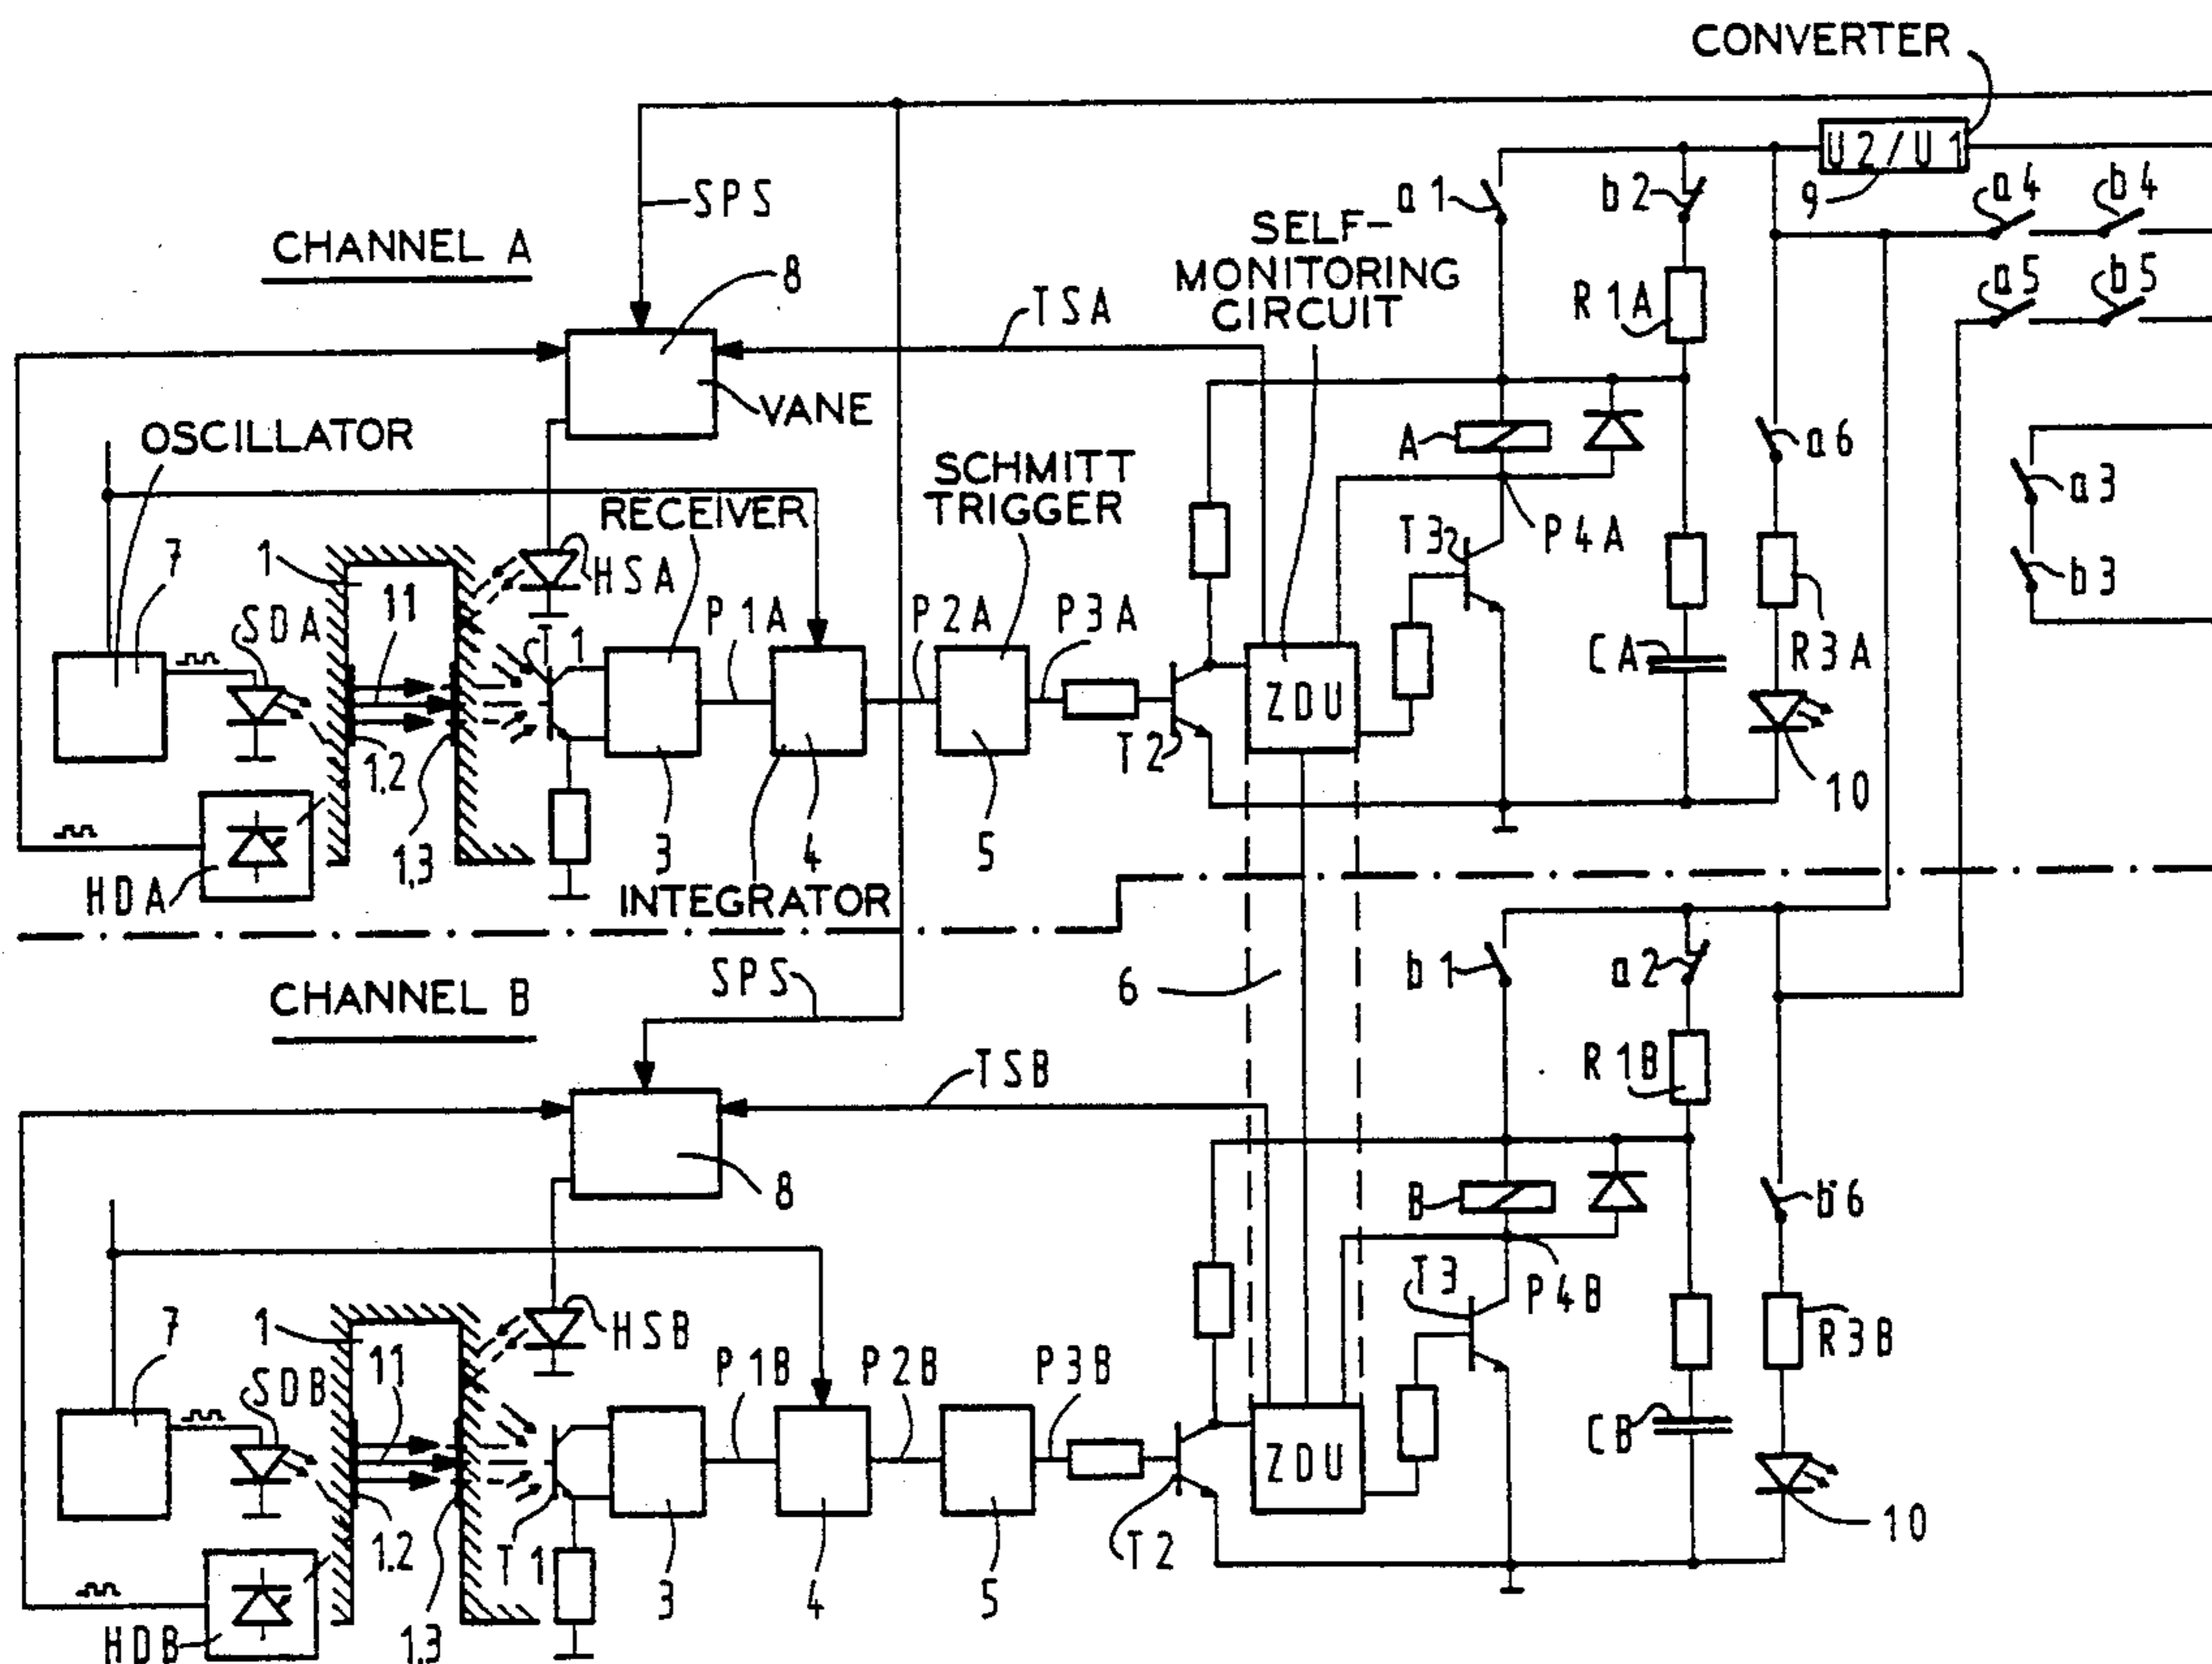 CONVERTER
U2/U1
9
a1
b2
a4
b4
SPS
SELF-
MONITORING
CIRCUIT
CHANNEL A
8
R1A
a5
b5
TSA
VANE
OSCILLATOR
A
a6
SCHMITT
TRIGGER
RECEIVER
a3
7
1
HSA
T3
P4A
11
SDA
T1
P1A
P2A
P3A
b3
CA
R3A
ZDU
T2
1.2
10
HDA
1.3
3
4
5
INTEGRATOR
CHANNEL B
SPS
6
b1
a2
TSB
R1B
8
B
b6
7
1
HSB
T3
P4B
R3B
11
SDB
P1B
P2B
P3B
CB
ZDU
10
1.2
T1
T2
HDB
1.3
3
4
5